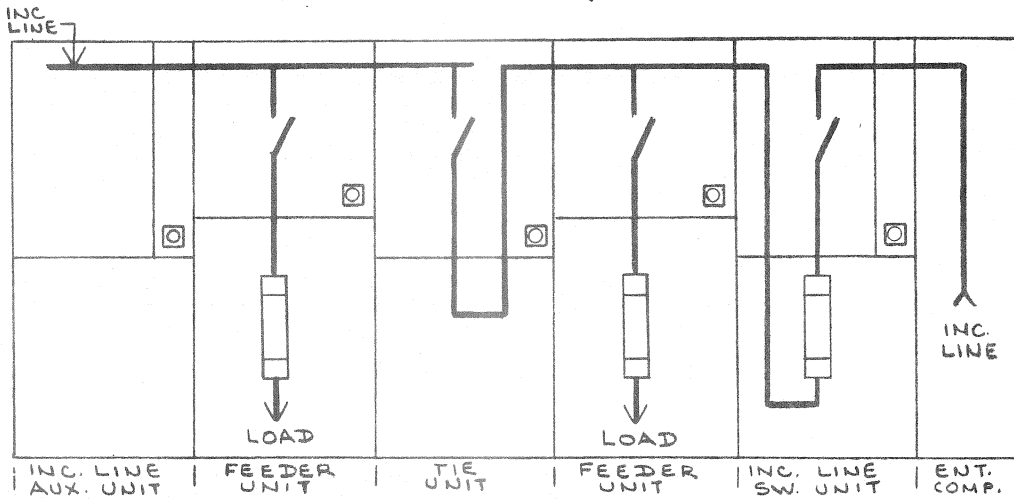 INC
LINE
LOAD
LOAD
INC.
LINE
INC. LINE
AUX. UNIT
FEEDER
UNIT
TIE
UNIT
FEEDER
UNIT
INC. LINE
SW. UNIT
ENT.
COMP.